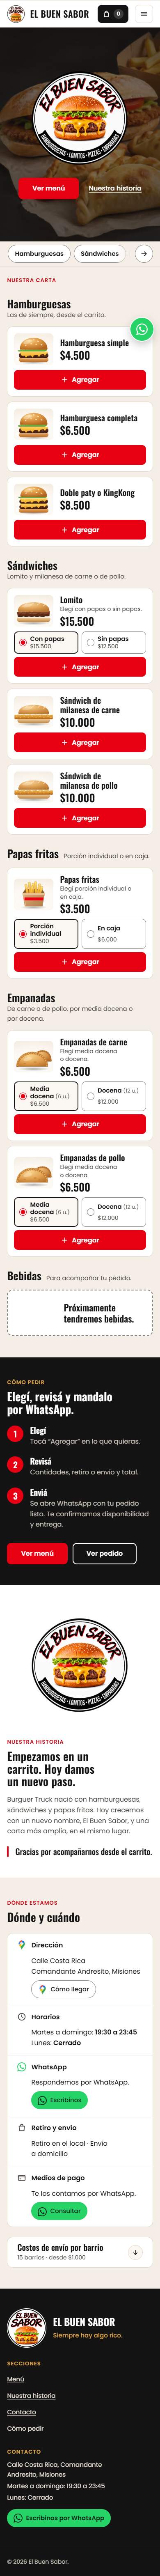 EL BUEN SABOR
EL BUEN SABOR
0
EL BUEN SABOR
HAMBURGUESAS · LOMITOS · PIZZAS · EMPANADAS
Ver menú
Nuestra historia
Hamburguesas
Sándwiches
NUESTRA CARTA
Hamburguesas
Las de siempre, desde el carrito.
Hamburguesa simple
$4.500
+ Agregar
Hamburguesa completa
$6.500
+ Agregar
Doble paty o KingKong
$8.500
+ Agregar
Sándwiches
Lomito y milanesa de carne o de pollo.
Lomito
Elegí con papas o sin papas.
$15.500
Con papas
$15.500
Sin papas
$12.500
+ Agregar
Sándwich de
milanesa de carne
$10.000
+ Agregar
Sándwich de
milanesa de pollo
$10.000
+ Agregar
Papas fritas
Porción individual o en caja.
Papas fritas
Elegí porción individual o
en caja.
$3.500
Porción
individual
$3.500
En caja
$6.000
+ Agregar
Empanadas
De carne o de pollo, por media docena o
por docena.
Empanadas de carne
Elegí media docena
o docena.
$6.500
Media
docena (6 u.)
$6.500
Docena (12 u.)
$12.000
+ Agregar
Empanadas de pollo
Elegí media docena
o docena.
$6.500
Media
docena (6 u.)
$6.500
Docena (12 u.)
$12.000
+ Agregar
Bebidas
Para acompañar tu pedido.
Próximamente
tendremos bebidas.
CÓMO PEDIR
Elegí, revisá y mandalo
por WhatsApp.
1
Elegí
Tocá “Agregar” en lo que quieras.
2
Revisá
Cantidades, retiro o envío y total.
3
Enviá
Se abre WhatsApp con tu pedido
listo. Te confirmamos disponibilidad
y entrega.
Ver menú
Ver pedido
EL BUEN SABOR
HAMBURGUESAS · LOMITOS · PIZZAS · EMPANADAS
NUESTRA HISTORIA
Empezamos en un
carrito. Hoy damos
un nuevo paso.
Burguer Truck nació con hamburguesas,
sándwiches y papas fritas. Hoy crecemos
con un nuevo nombre, El Buen Sabor, y una
carta más amplia, en el mismo lugar.
Gracias por acompañarnos desde el carrito.
DÓNDE ESTAMOS
Dónde y cuándo
Dirección
Calle Costa Rica
Comandante Andresito, Misiones
Cómo llegar
Horarios
Martes a domingo: 19:30 a 23:45
Lunes: Cerrado
WhatsApp
Respondemos por WhatsApp.
Escribinos
Retiro y envío
Retiro en el local · Envío
a domicilio
Medios de pago
Te los contamos por WhatsApp.
Consultar
Costos de envío por barrio
15 barrios · desde $1.000
EL BUEN SABOR
EL BUEN SABOR
Siempre hay algo rico.
SECCIONES
Menú
Nuestra historia
Contacto
Cómo pedir
CONTACTO
Calle Costa Rica, Comandante
Andresito, Misiones
Martes a domingo: 19:30 a 23:45
Lunes: Cerrado
Escribinos por WhatsApp
© 2026 El Buen Sabor.